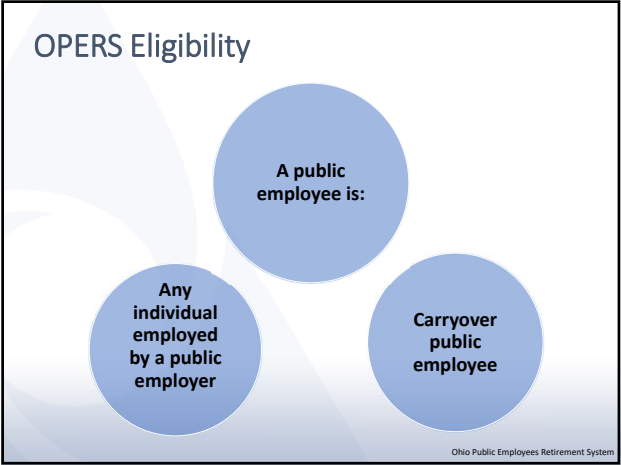 OPERS Eligibility
A public
employee is:
Any
individual
employed
by a public
employer
Carryover
public
employee
Ohio Public Employees Retirement System